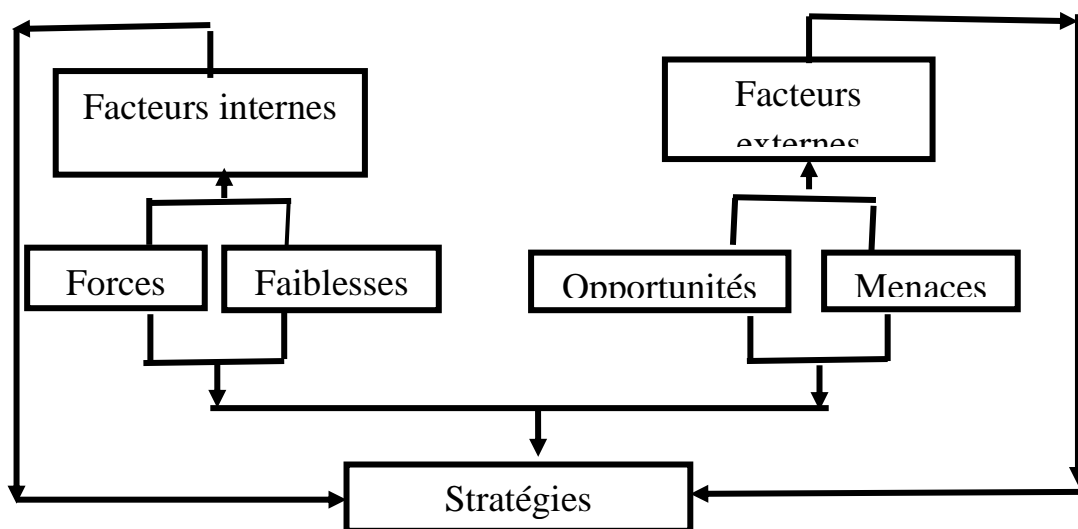 Facteurs internes
Facteurs
externes
Forces
Faiblesses
Opportunités
Menaces
Stratégies